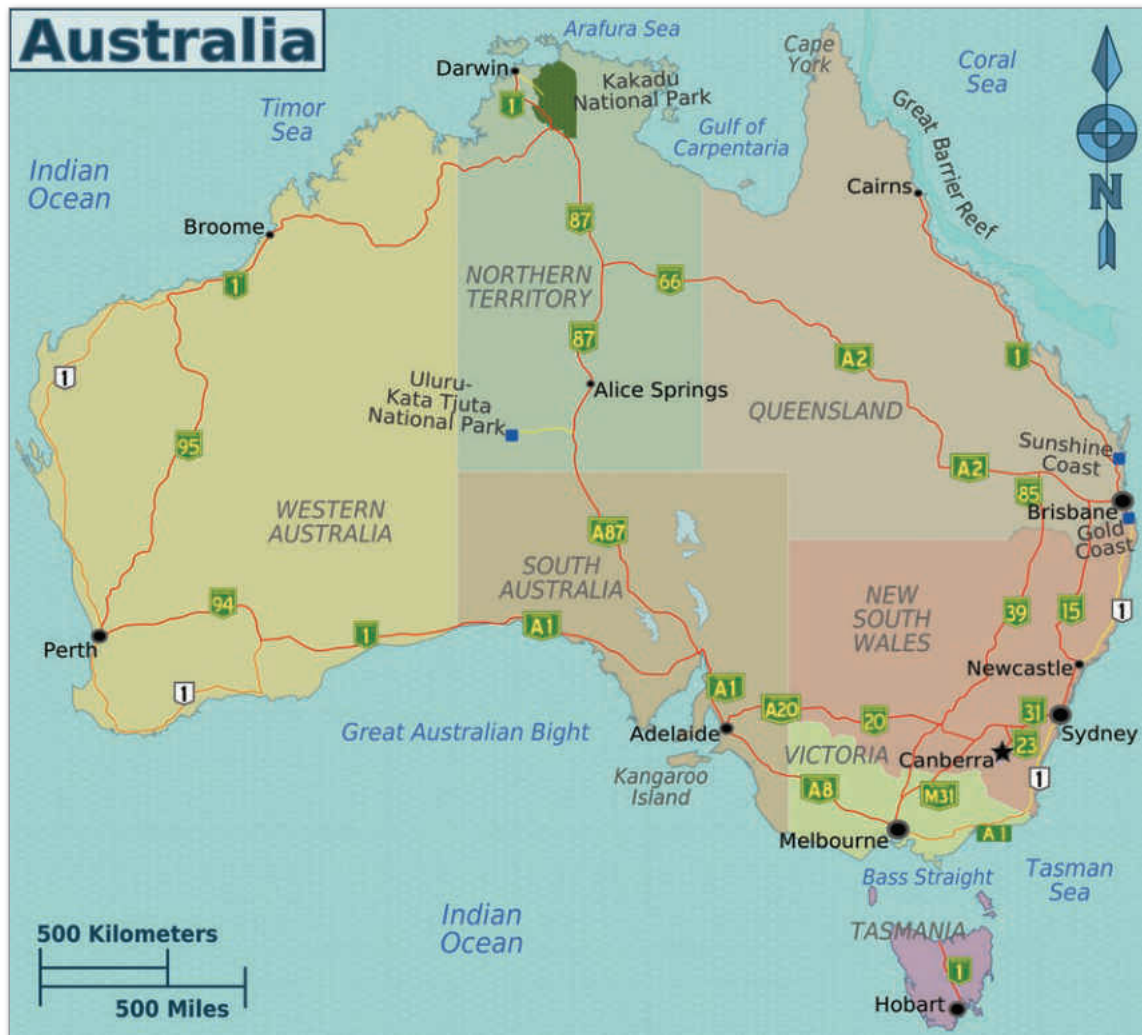 Australia
Arafura Sea
Cape
York
Coral
Sea
Darwin
Kakadu
National Park
1
Timor
Sea
Gulf of
Carpentaria
Great Barrier Reef
Indian
Ocean
N
Cairns
Broome
87
1
NORTHERN
TERRITORY
66
87
A2
1
1
Uluru-
Kata Tjuta
National Park
Alice Springs
QUEENSLAND
95
Sunshine
Coast
A2
85
Brisbane
Gold
Coast
WESTERN
AUSTRALIA
A87
SOUTH
AUSTRALIA
NEW
SOUTH
WALES
94
1
A1
39
15
1
Perth
Newcastle
1
A1
A20
20
31
Sydney
Great Australian Bight
Adelaide
VICTORIA
Canberra
23
Kangaroo
Island
A8
M31
1
Melbourne
A1
Bass Straight
Tasman
Sea
Indian
Ocean
TASMANIA
1
Hobart
500 Kilometers
500 Miles